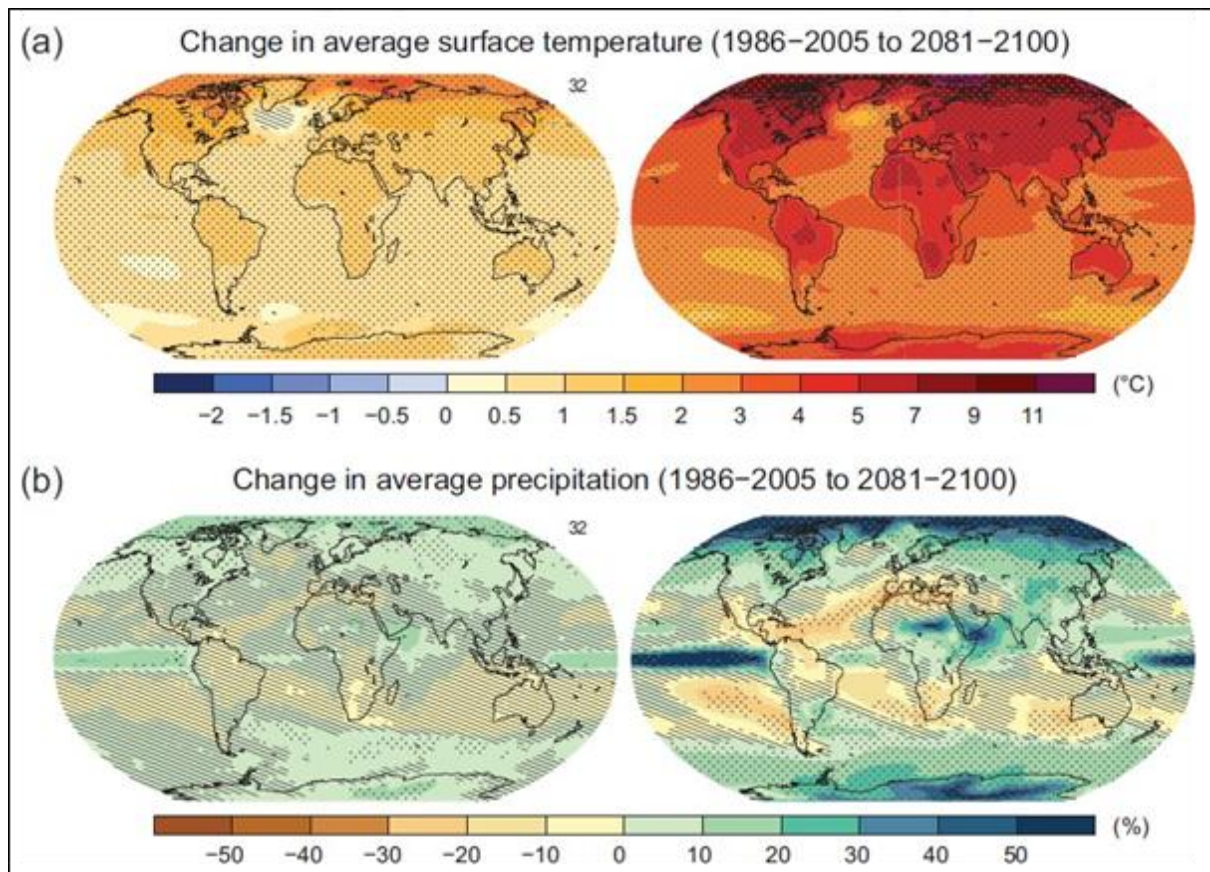 (a) Change in average surface temperature (1986−2005 to 2081−2100)
32
(°C)
−2 −1.5 −1 −0.5 0 0.5 1 1.5 2 3 4 5 7 9 11
(b) Change in average precipitation (1986−2005 to 2081−2100)
32
(%)
−50 −40 −30 −20 −10 0 10 20 30 40 50